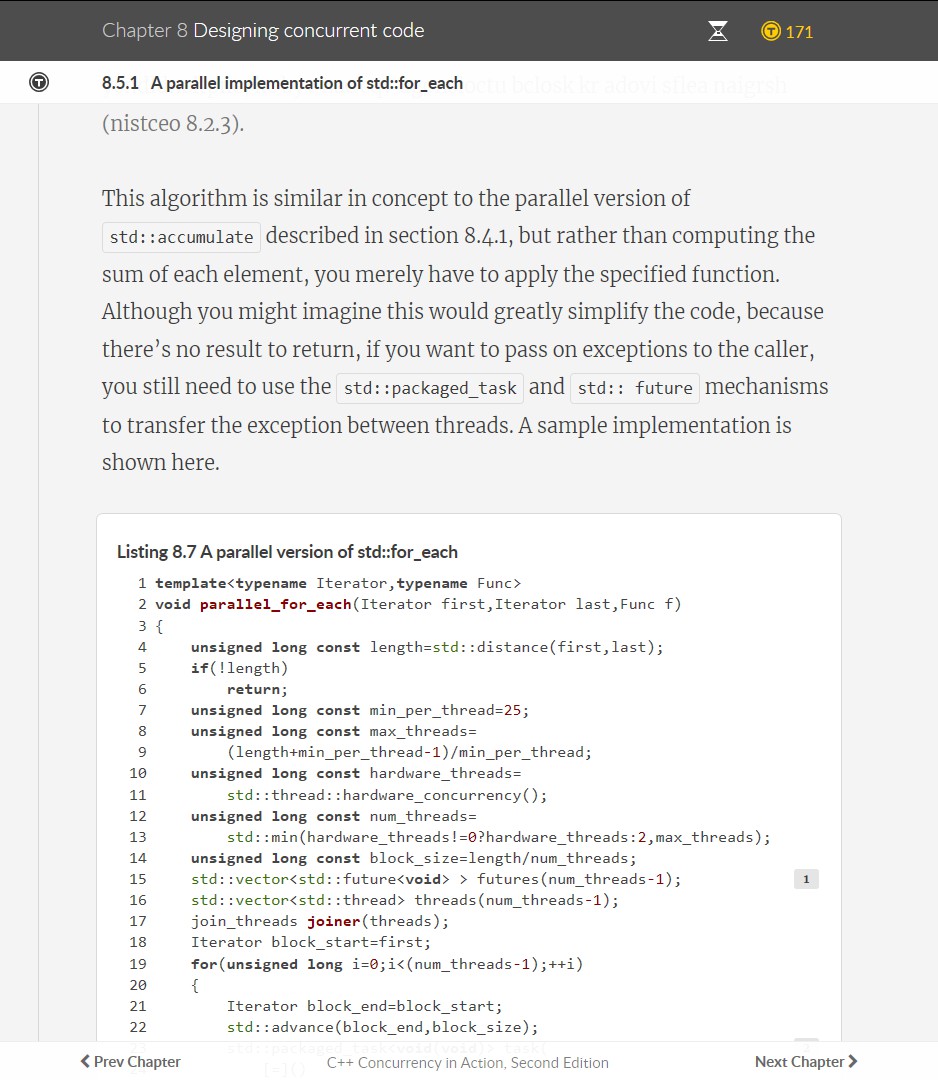 Chapter 8 Designing concurrent code
171
8.5.1 A parallel implementation of std::for_each
(nistceo 8.2.3).
This algorithm is similar in concept to the parallel version of
std::accumulate described in section 8.4.1, but rather than computing the
sum of each element, you merely have to apply the specified function.
Although you might imagine this would greatly simplify the code, because
there’s no result to return, if you want to pass on exceptions to the caller,
you still need to use the std::packaged_task and std:: future mechanisms
to transfer the exception between threads. A sample implementation is
shown here.
Listing 8.7 A parallel version of std::for_each
1 template<typename Iterator,typename Func>
2 void parallel_for_each(Iterator first,Iterator last,Func f)
3 {
4     unsigned long const length=std::distance(first,last);
5     if(!length)
6         return;
7     unsigned long const min_per_thread=25;
8     unsigned long const max_threads=
9         (length+min_per_thread-1)/min_per_thread;
10     unsigned long const hardware_threads=
11         std::thread::hardware_concurrency();
12     unsigned long const num_threads=
13         std::min(hardware_threads!=0?hardware_threads:2,max_threads);
14     unsigned long const block_size=length/num_threads;
15     std::vector<std::future<void> > futures(num_threads-1); 1
16     std::vector<std::thread> threads(num_threads-1);
17     join_threads joiner(threads);
18     Iterator block_start=first;
19     for(unsigned long i=0;i<(num_threads-1);++i)
20     {
21         Iterator block_end=block_start;
22         std::advance(block_end,block_size);
23         std::packaged_task<void(void)> task(
[=]()
Prev Chapter
C++ Concurrency in Action, Second Edition
Next Chapter